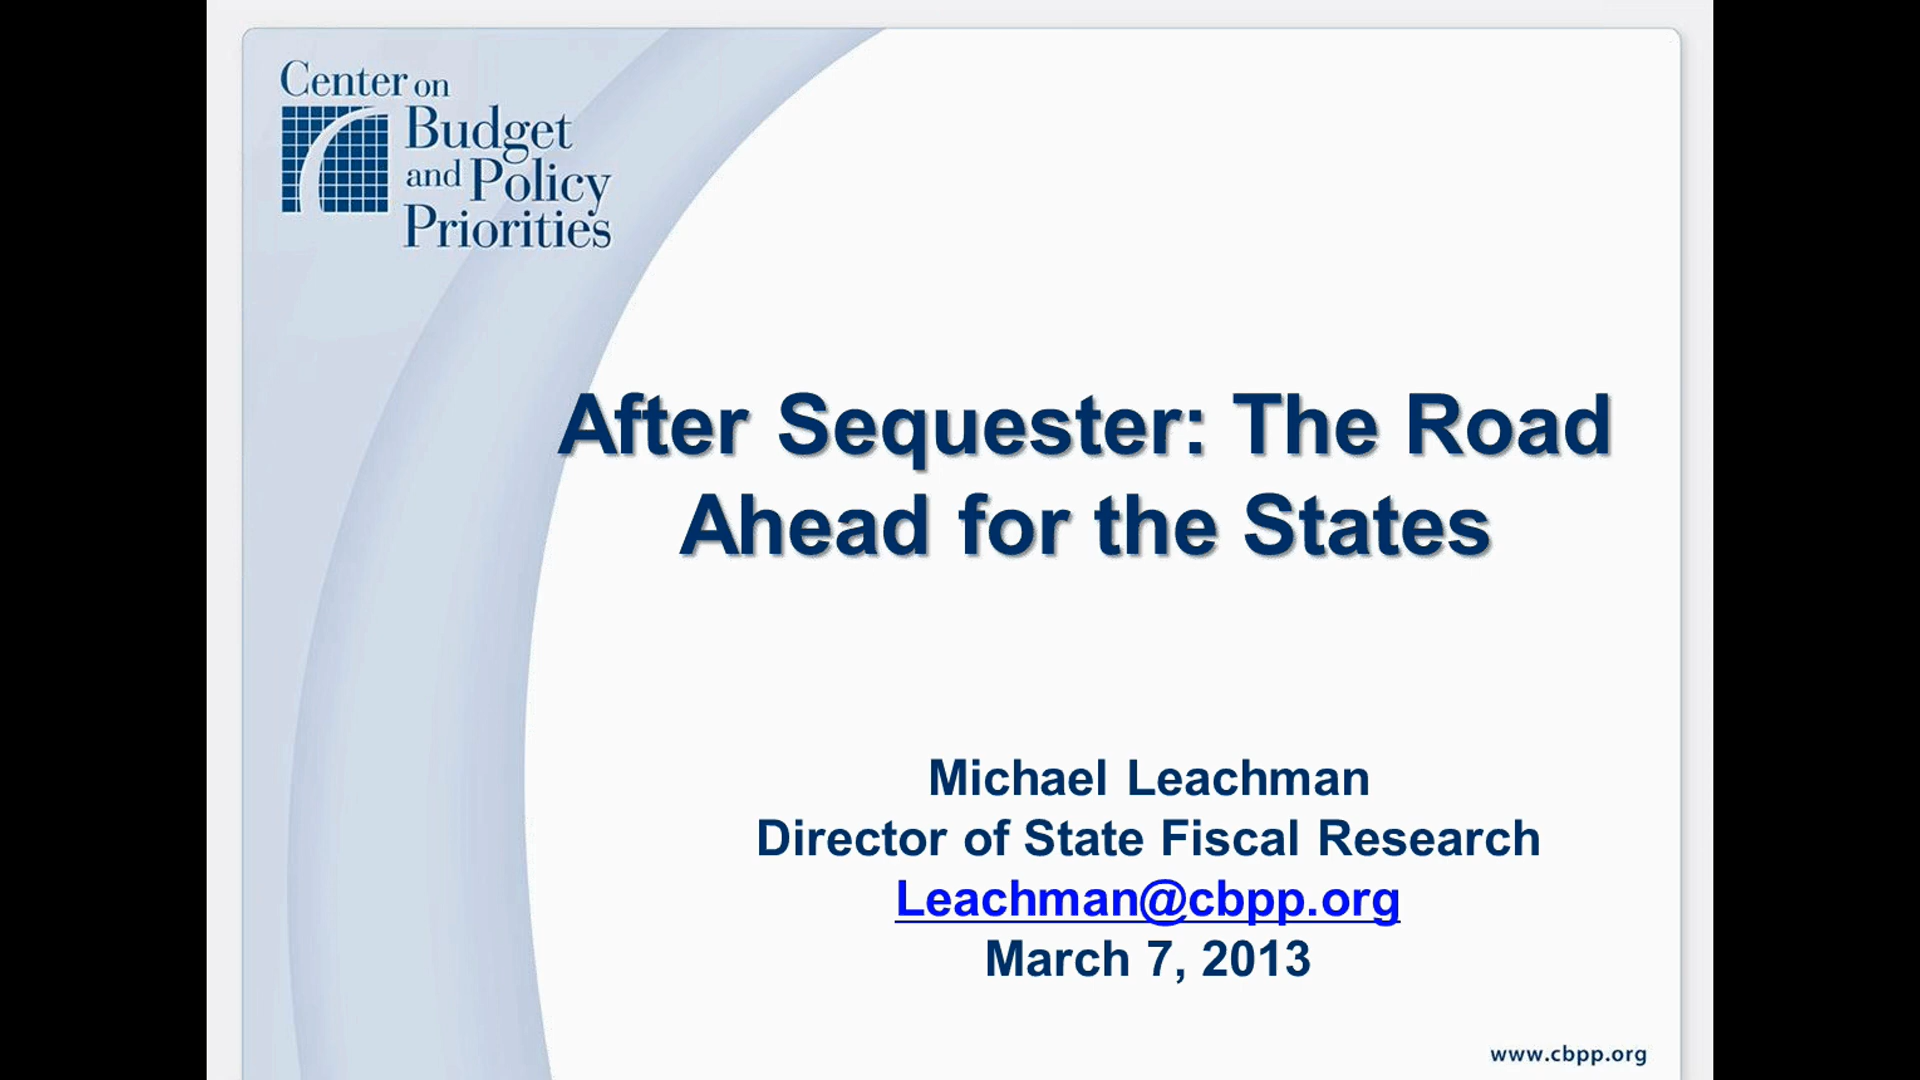 Center on
Budget
and Policy
Priorities
After Sequester: The Road
Ahead for the States
Michael Leachman
Director of State Fiscal Research
Leachman@cbpp.org
March 7, 2013
www.cbpp.org